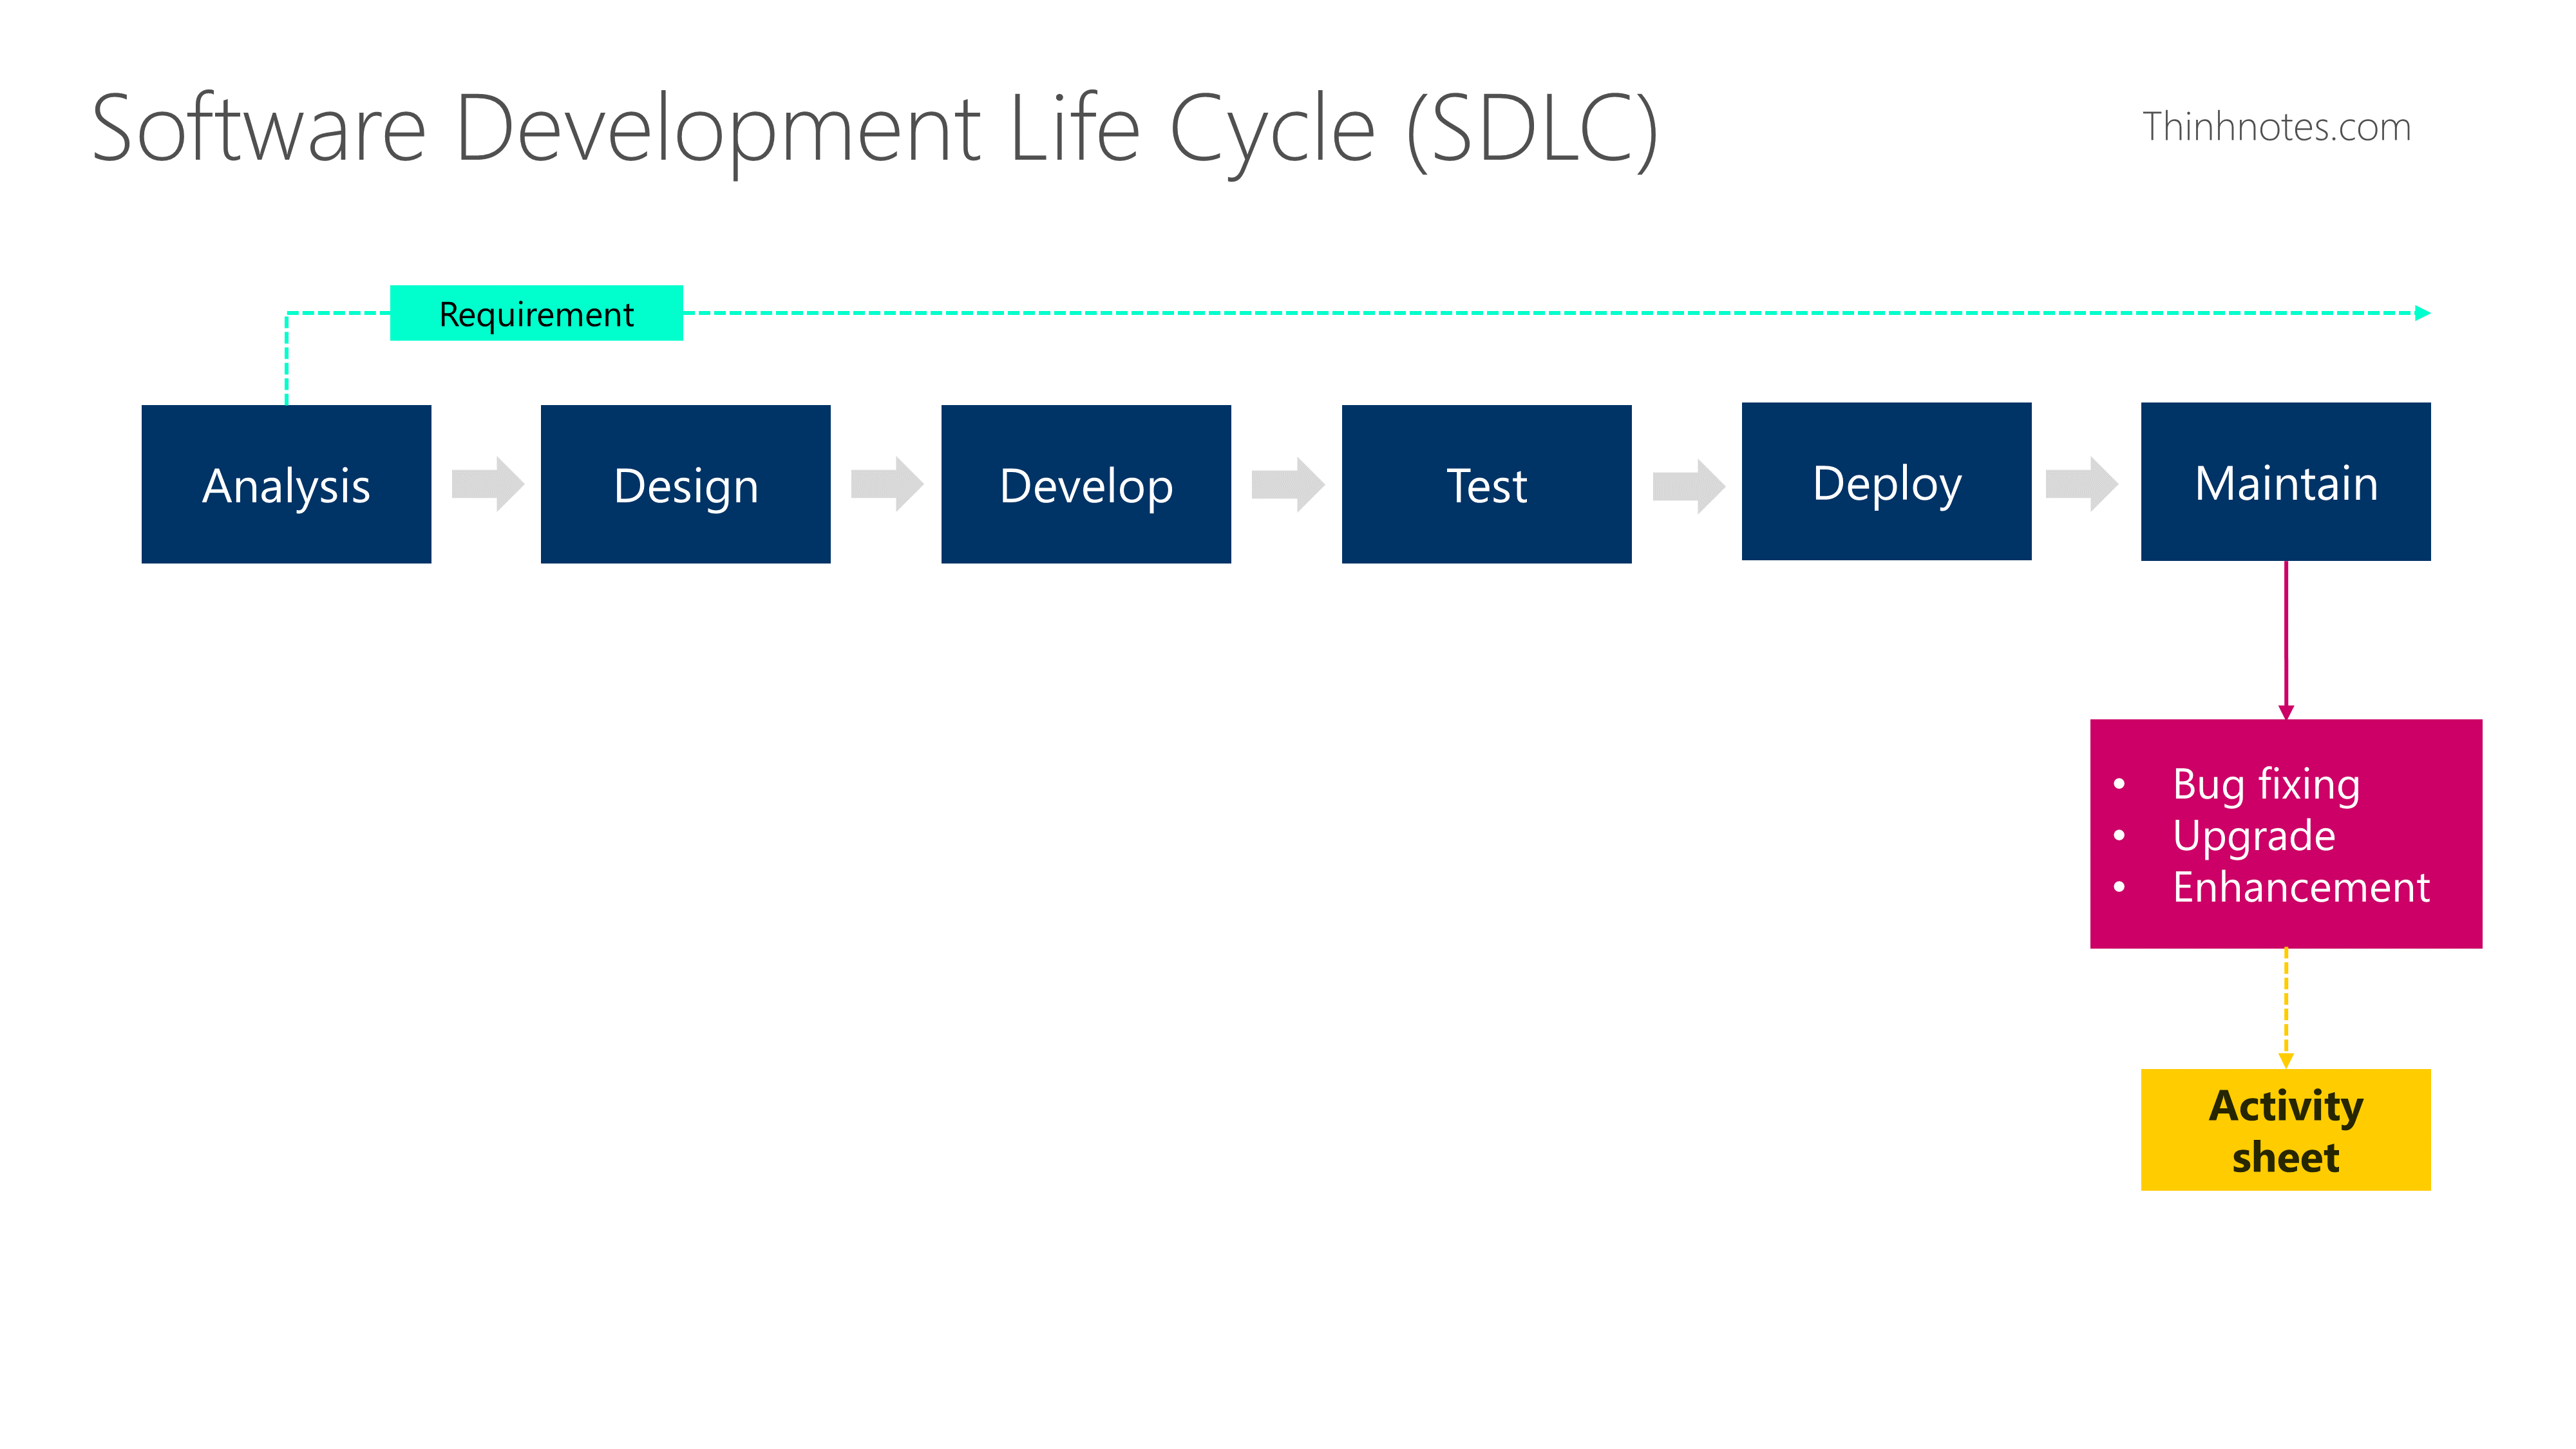 Software Development Life Cycle (SDLC)
Thinhnotes.com
Requirement
Analysis
Design
Develop
Test
Deploy
Maintain
• Bug fixing
• Upgrade
• Enhancement
Activity
sheet